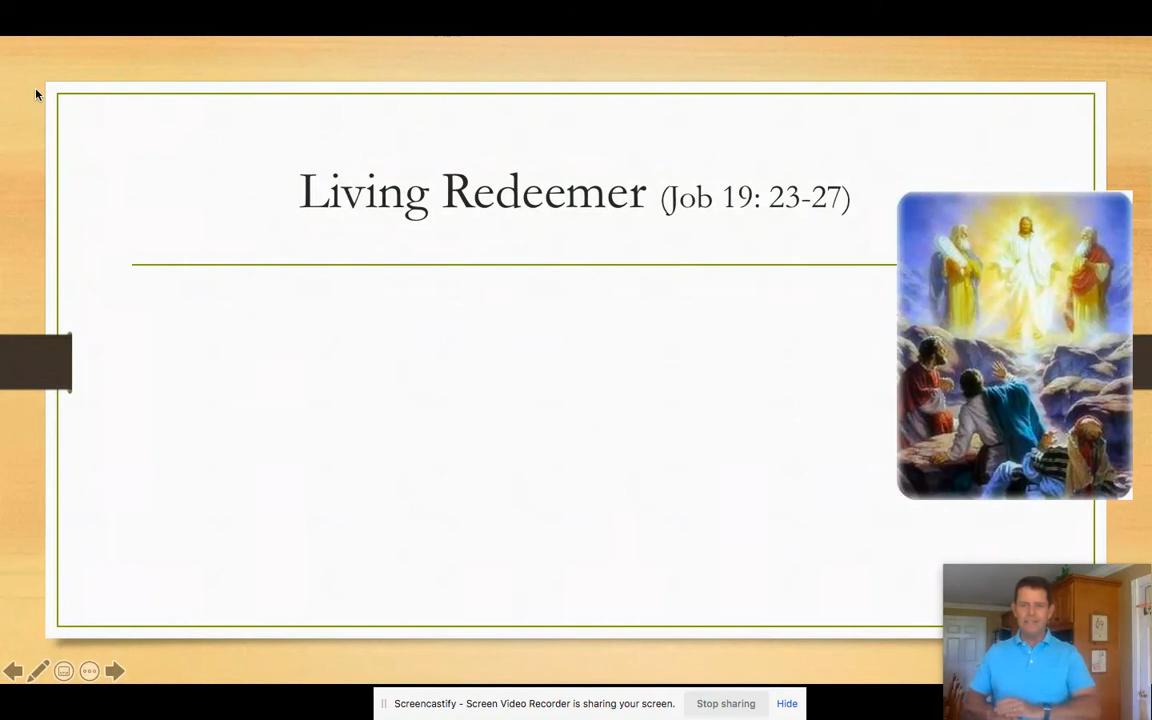 Living Redeemer (Job 19: 23-27)
Screencastify - Screen Video Recorder is sharing your screen.
Stop sharing
Hide